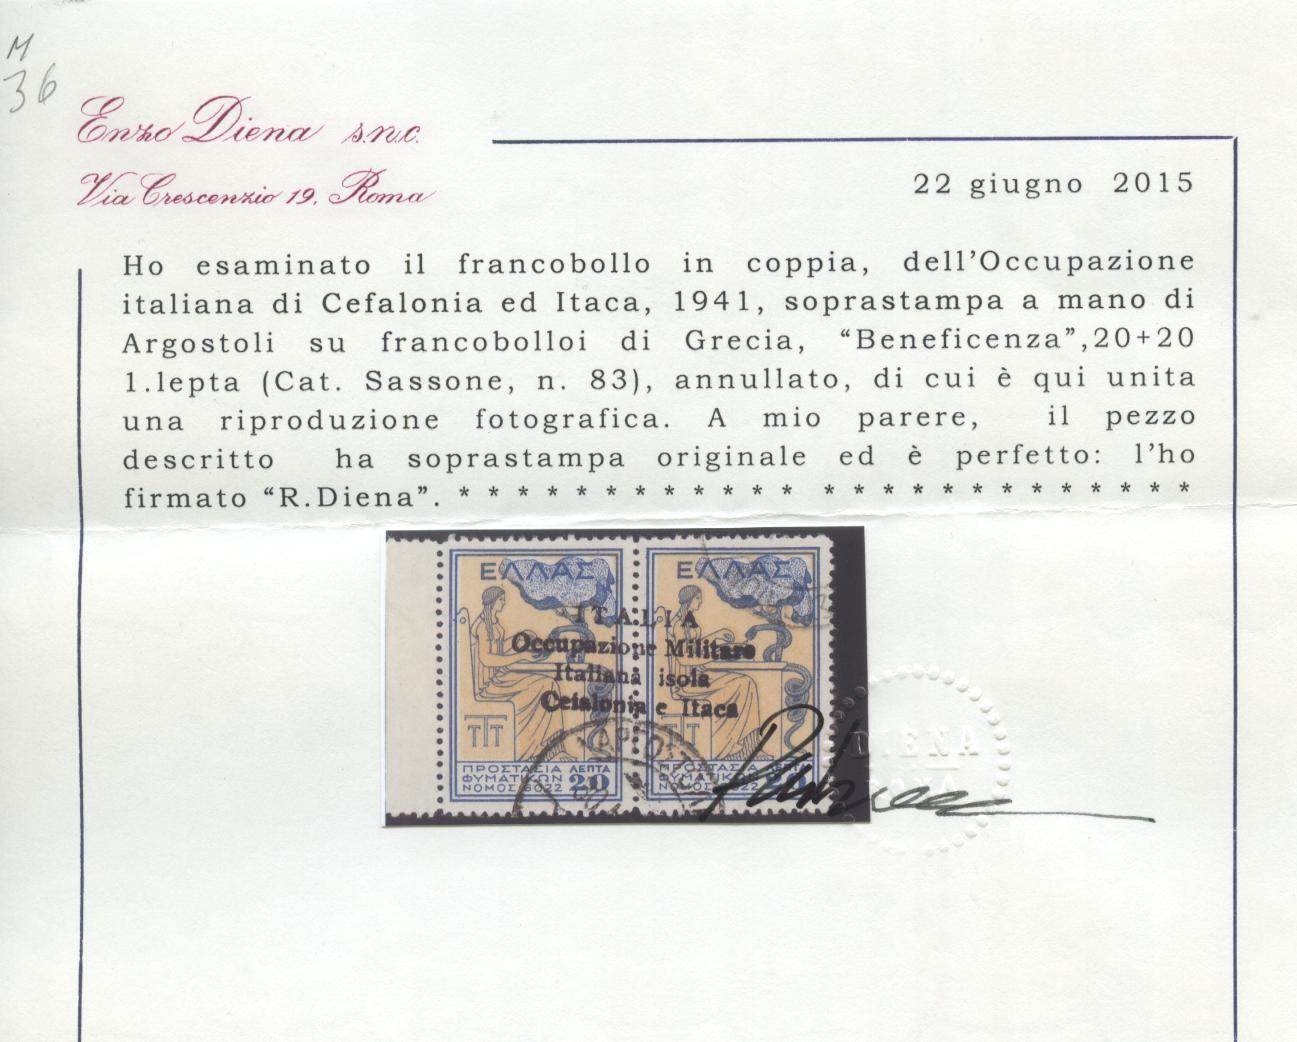 M
36
Enzo Diena s.n.c.
Via Crescenzio 19, Roma
22 giugno 2015
Ho esaminato il francobollo in coppia, dell'Occupazione
italiana di Cefalonia ed Itaca, 1941, soprastampa a mano di
Argostoli su francobolloi di Grecia, “Beneficenza”,20+20
1.lepta (Cat. Sassone, n. 83), annullato, di cui è qui unita
una riproduzione fotografica. A mio parere, il pezzo
descritto ha soprastampa originale ed è perfetto: l'ho
firmato “R.Diena”. * * * * * * * * * * * * * * * * * * * * * * * * *
ΕΛΛΑΣ ΕΛΛΑΣ
ITALIA
Occupazione Militare
Italiana isola
Cefalonia e Itaca
ΠΡΟΣΤΑΣΙΑ ΛΕΠΤΑ ΠΡΟΣΤΑΣΙΑ ΛΕΠΤΑ
ΦΥΜΑΤΙΚΩΝ 20 ΦΥΜΑΤΙΚΩΝ 20
ΝΟΜΟΣ 6022 ΝΟΜΟΣ 6022
DIENA